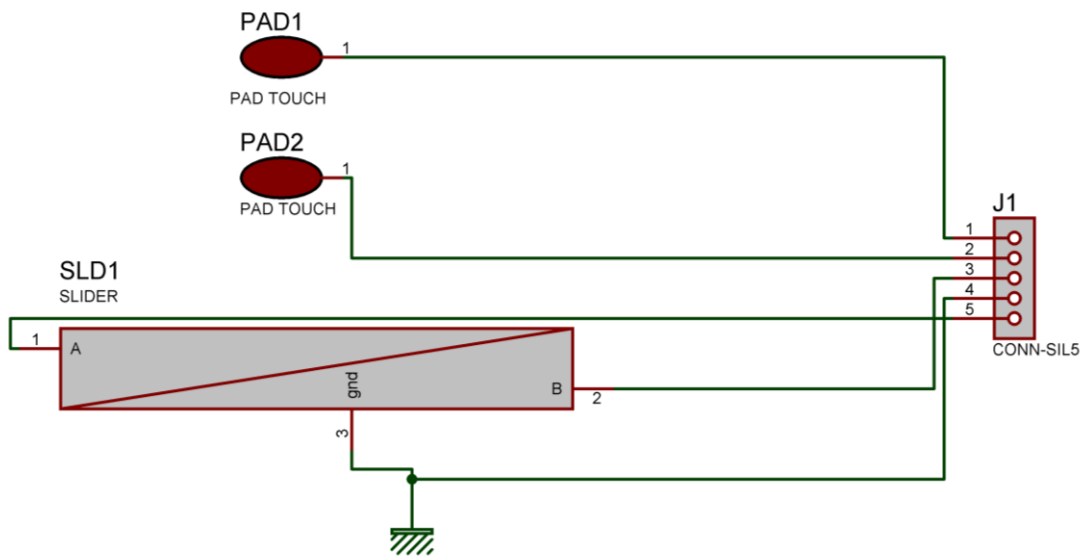 PAD1
1
PAD TOUCH
PAD2
1
PAD TOUCH
J1
1
2
3
4
5
CONN-SIL5
SLD1
SLIDER
1
A
gnd
B
2
3